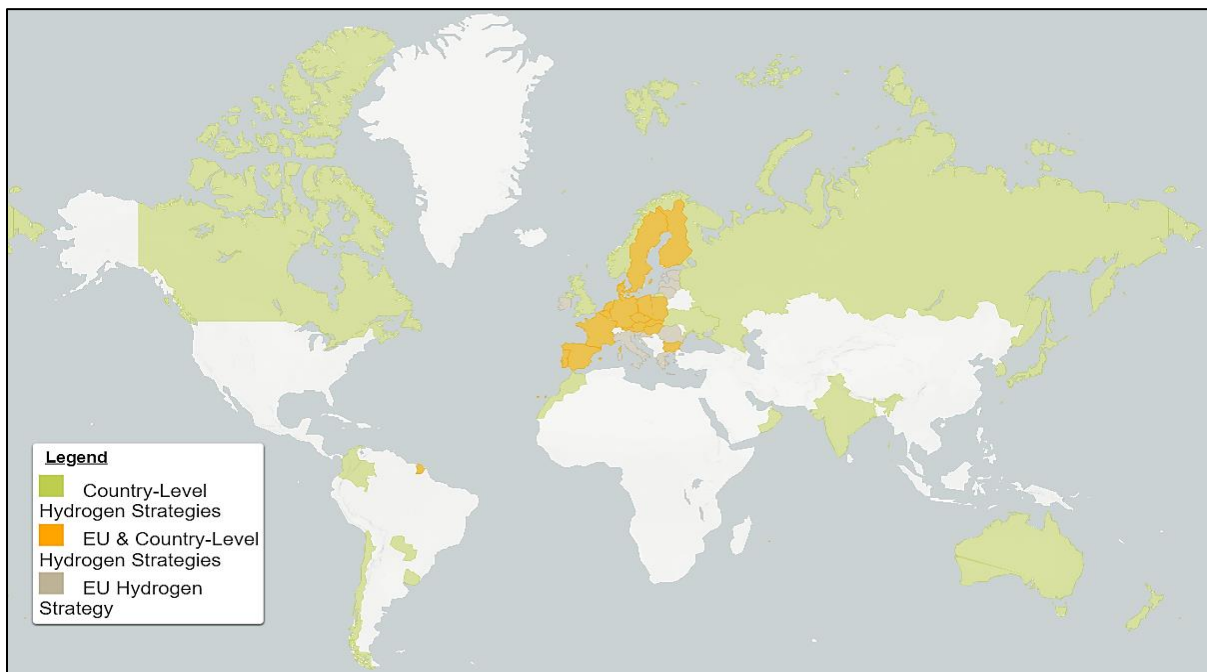 Legend
Country-Level
Hydrogen Strategies
EU & Country-Level
Hydrogen Strategies
EU Hydrogen
Strategy